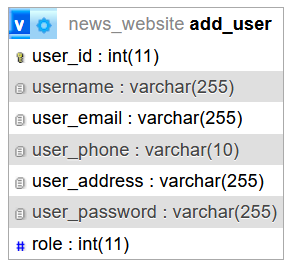 v news_website add_user
user_id : int(11)
username : varchar(255)
user_email : varchar(255)
user_phone : varchar(10)
user_address : varchar(255)
user_password : varchar(255)
# role : int(11)